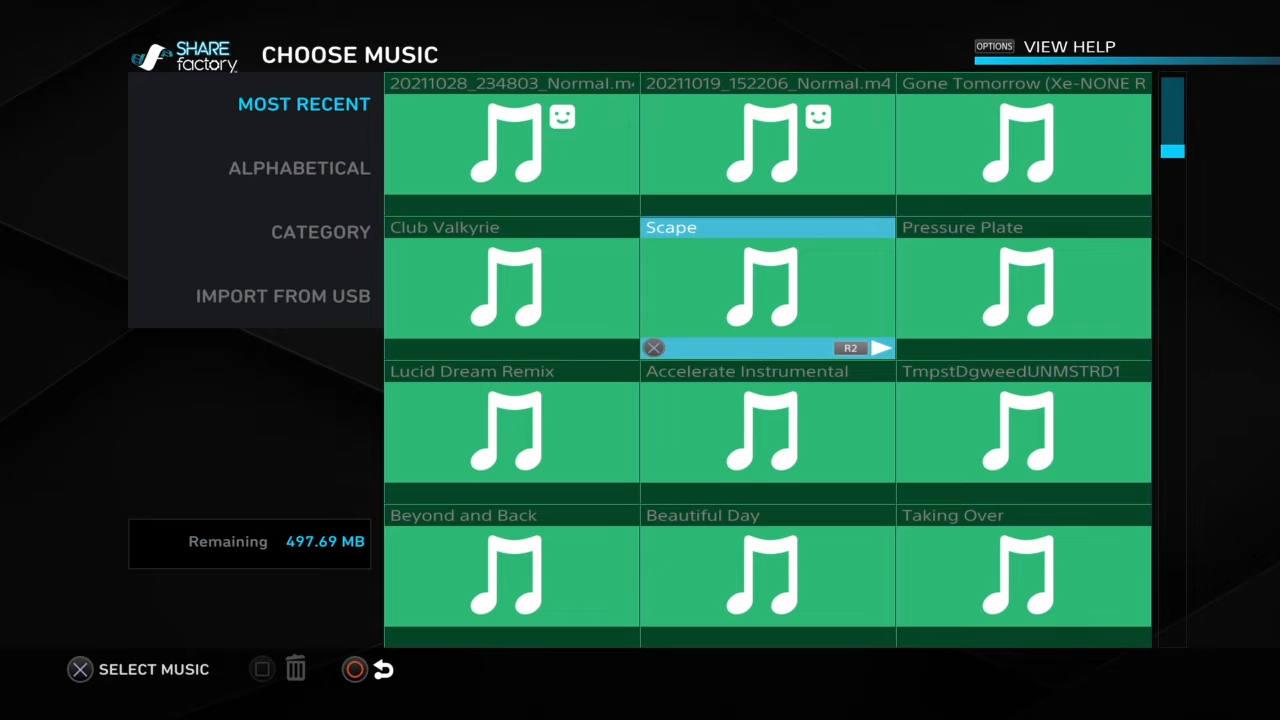 SHARE
factory™
CHOOSE MUSIC
OPTIONS VIEW HELP
MOST RECENT
ALPHABETICAL
CATEGORY
IMPORT FROM USB
Remaining 497.69 MB
20211028_234803_Normal.m
20211019_152206_Normal.m4
Gone Tomorrow (Xe-NONE R
Club Valkyrie
Scape
Pressure Plate
R2
Lucid Dream Remix
Accelerate Instrumental
TmpstDgweedUNMSTRD1
Beyond and Back
Beautiful Day
Taking Over
SELECT MUSIC